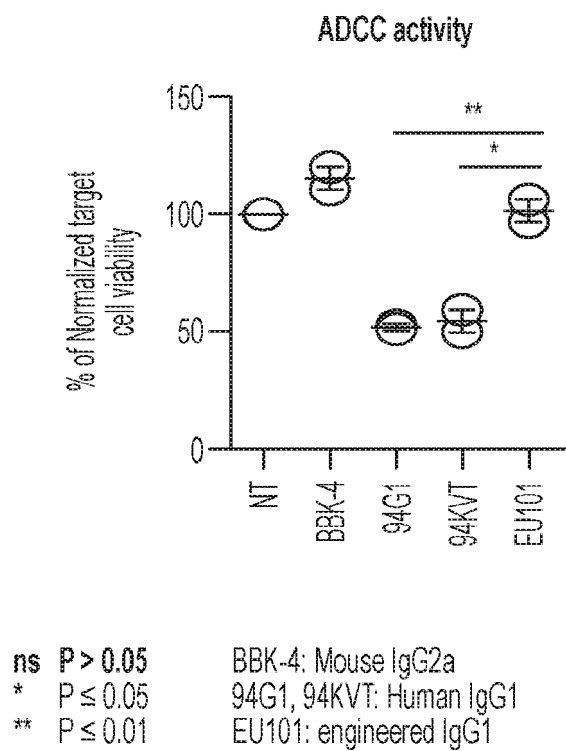 ADCC activity
% of Normalized target
cell viability
150
100
50
0
**
*
NT
BBK-4
94G1
94KVT
EU101
ns P > 0.05
* P ≤ 0.05
** P ≤ 0.01
BBK-4: Mouse IgG2a
94G1, 94KVT: Human IgG1
EU101: engineered IgG1